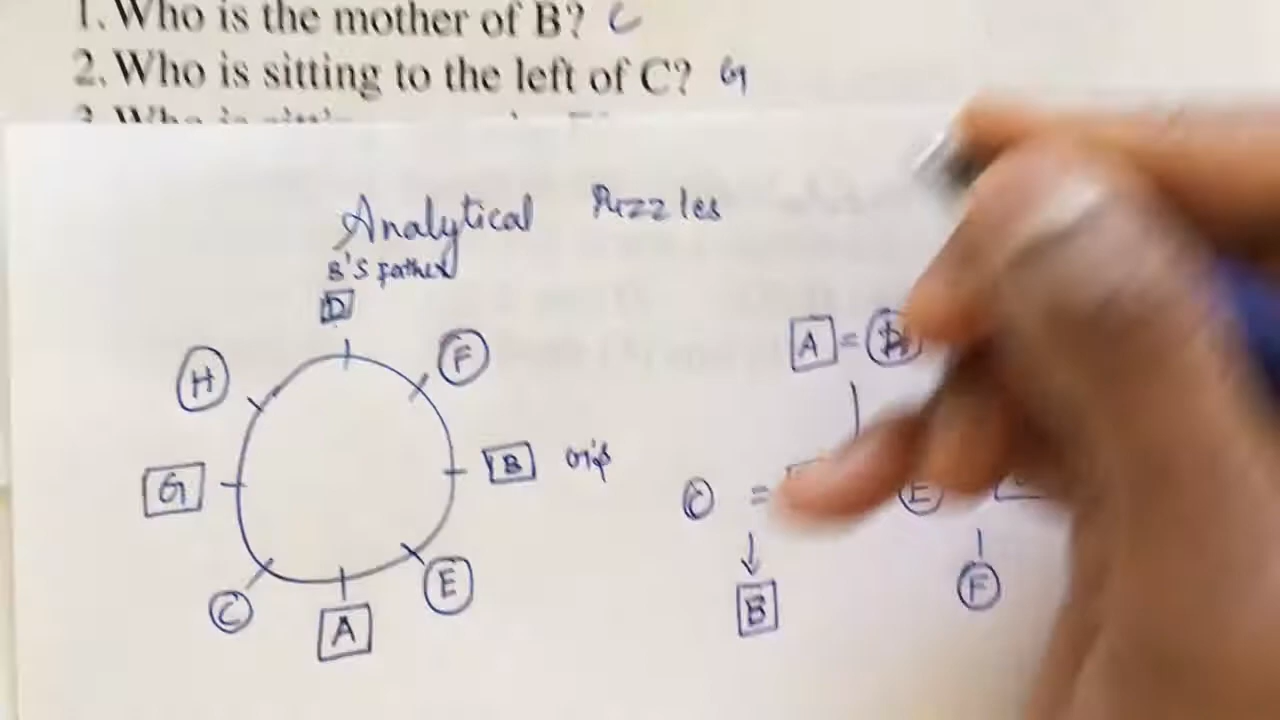 1. Who is the mother of B? C
2. Who is sitting to the left of C? G
Analytical Puzzles
B's father
D
F
H
A =
G
B
C =
E
B
F
C
A
E